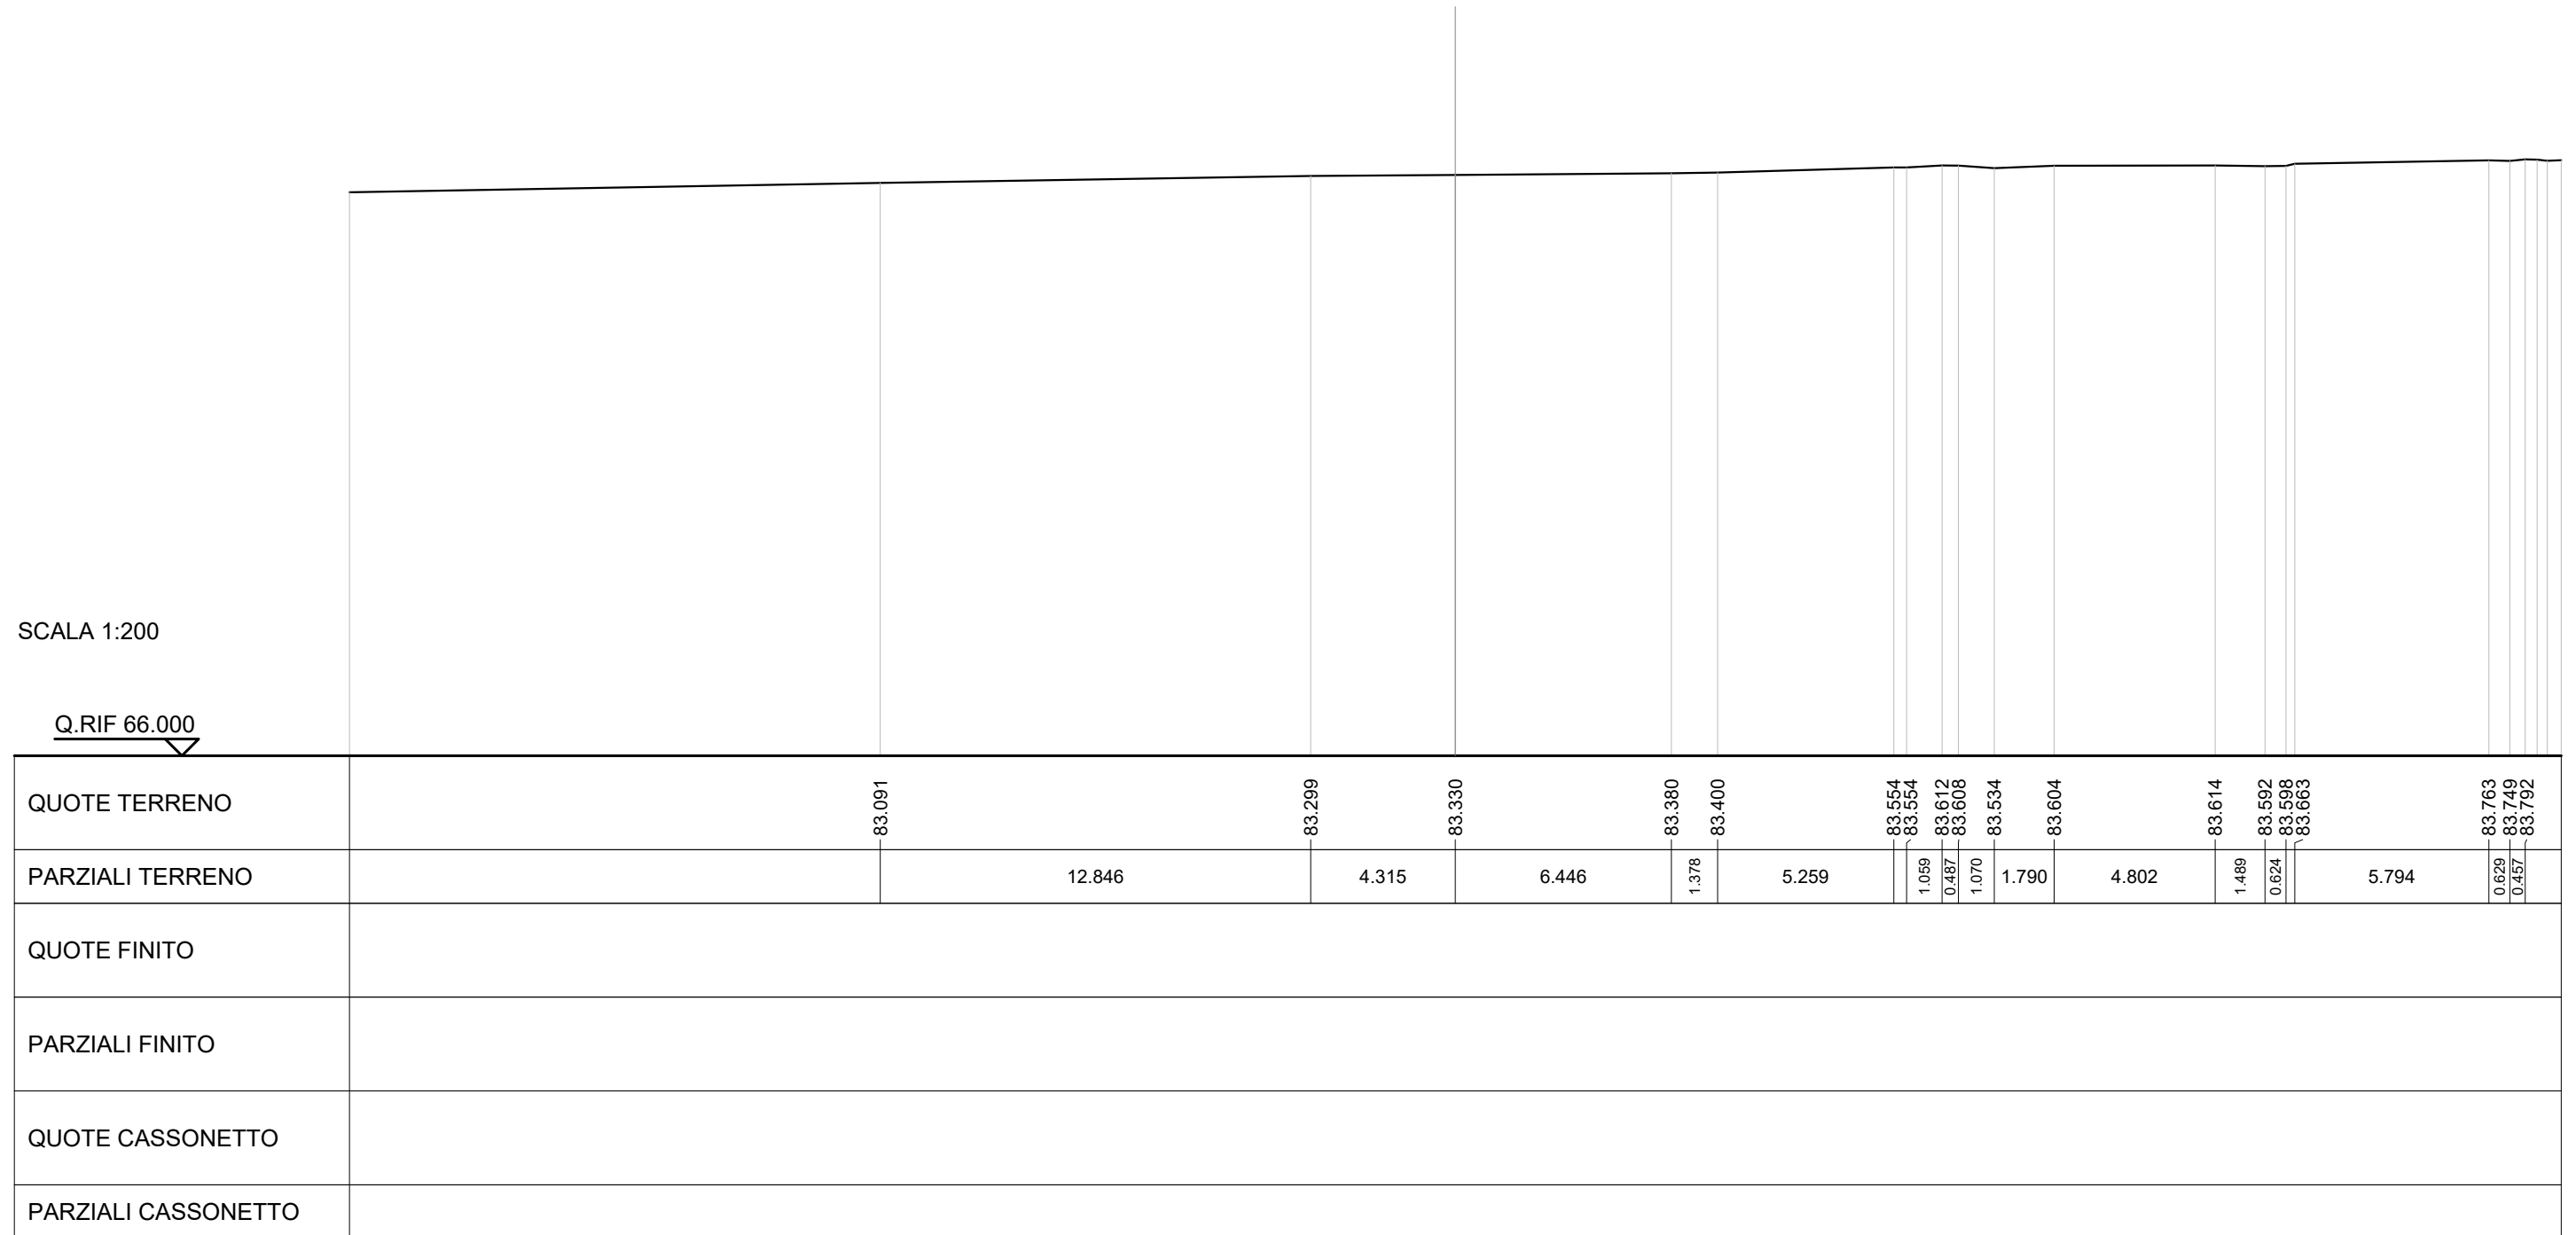 SCALA 1:200
Q.RIF 66.000
QUOTE TERRENO 83.091 83.299 83.330 83.380 83.400 83.554 83.554 83.612 83.608 83.534 83.604 83.614 83.592 83.598 83.663 83.763 83.749 83.792
PARZIALI TERRENO 12.846 4.315 6.446 1.378 5.259 1.059 0.487 1.070 1.790 4.802 1.489 0.624 5.794 0.629 0.457
QUOTE FINITO
PARZIALI FINITO
QUOTE CASSONETTO
PARZIALI CASSONETTO